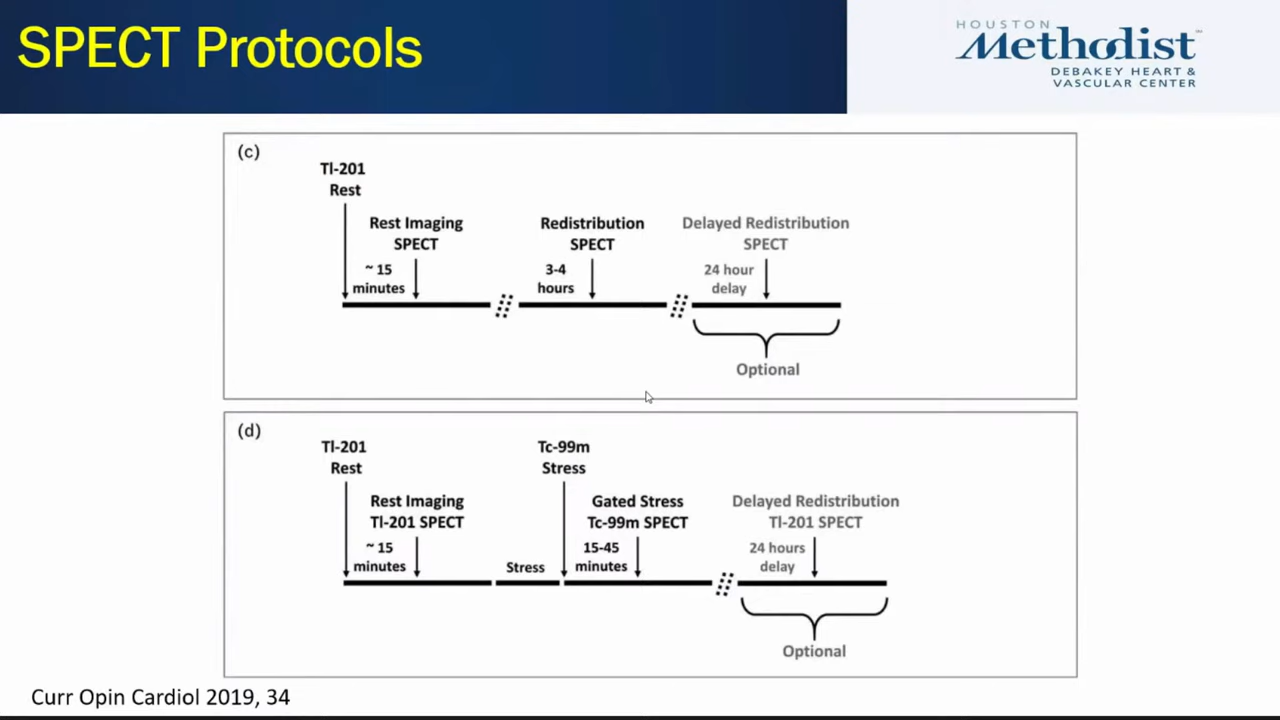 SPECT Protocols
HOUSTON
Methodist
DEBAKEY HEART &
VASCULAR CENTER
(c)
Tl-201
Rest
Rest Imaging
SPECT
~ 15
minutes
Redistribution
SPECT
3-4
hours
Delayed Redistribution
SPECT
24 hour
delay
Optional
(d)
Tl-201
Rest
Rest Imaging
Tl-201 SPECT
~ 15
minutes
Stress
Tc-99m
Stress
Gated Stress
Tc-99m SPECT
15-45
minutes
Delayed Redistribution
Tl-201 SPECT
24 hours
delay
Optional
Curr Opin Cardiol 2019, 34